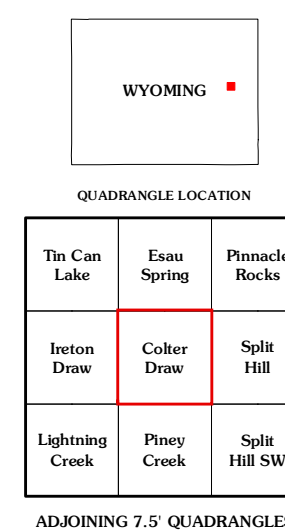 WYOMING
QUADRANGLE LOCATION
Tin Can Esau Pinnacle
Lake Spring Rocks
Ireton Colter Split
Draw Draw Hill
Lightning Piney Split
Creek Creek Hill SW
ADJOINING 7.5' QUADRANGLES